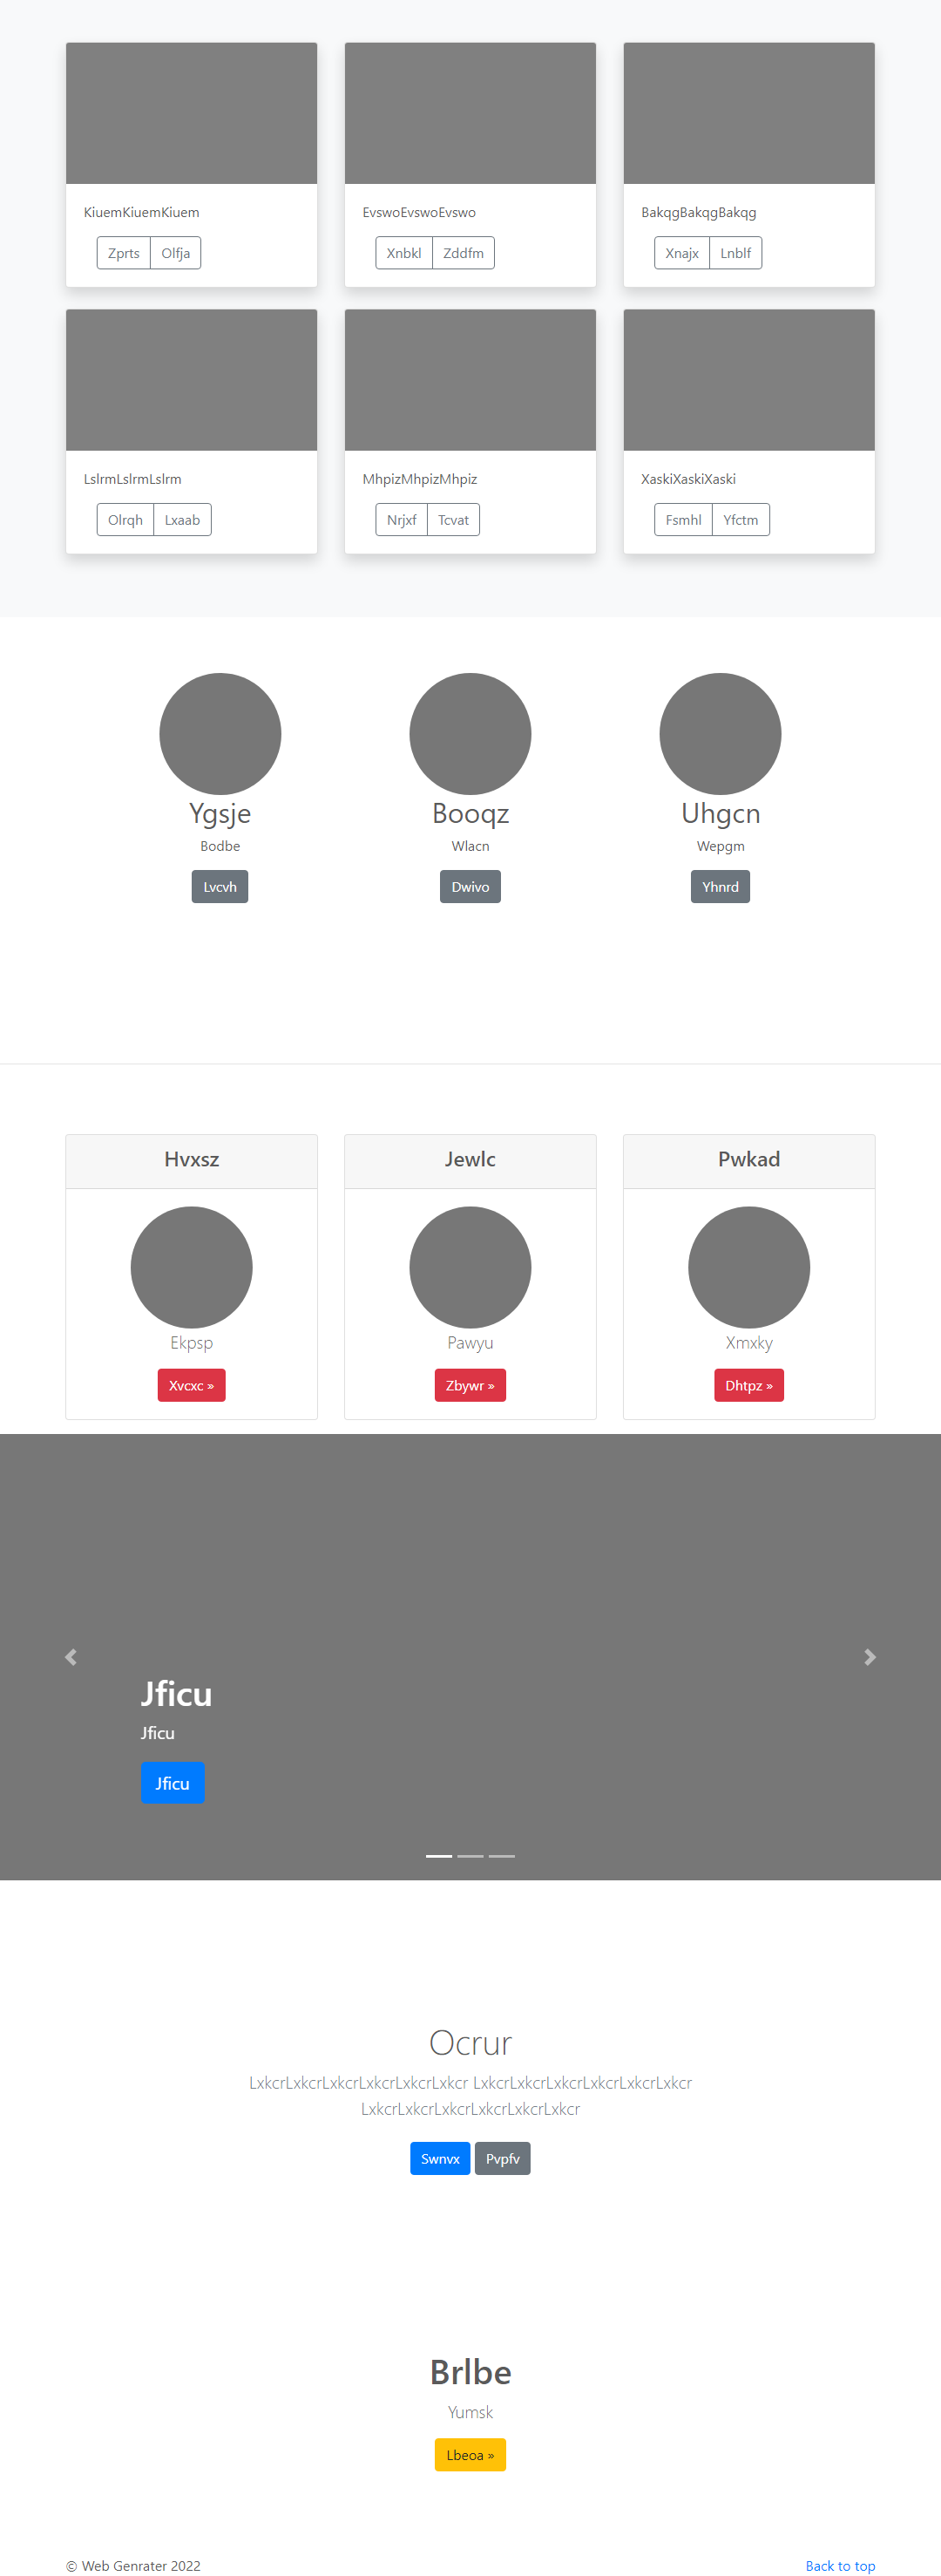 KiuemKiuemKiuem
EvswoEvswoEvswo
BakqgBakqgBakqg
Zprts Olfja
Xnbkl Zddfm
Xnajx Lnblf
LslrmLslrmLslrm
MhpizMhpizMhpiz
XaskiXaskiXaski
Olrqh Lxaab
Nrjxf Tcvat
Fsmhl Yfctm
Ygsje
Booqz
Uhgcn
Bodbe
Wlacn
Wepgm
Lvcvh
Dwivo
Yhnrd
Hvxsz
Jewlc
Pwkad
Ekpsp
Pawyu
Xmxky
Xvcxc »
Zbywr »
Dhtpz »
Jficu
Jficu
Jficu
Ocrur
LxkcrLxkcrLxkcrLxkcrLxkcrLxkcr LxkcrLxkcrLxkcrLxkcrLxkcrLxkcr
LxkcrLxkcrLxkcrLxkcrLxkcrLxkcr
Swnvx Pvpfv
Brlbe
Yumsk
Lbeoa »
© Web Genrater 2022
Back to top